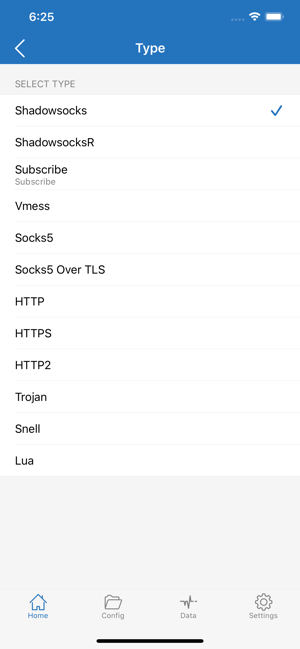 6:25
Type
SELECT TYPE
Shadowsocks
ShadowsocksR
Subscribe
Subscribe
Vmess
Socks5
Socks5 Over TLS
HTTP
HTTPS
HTTP2
Trojan
Snell
Lua
Home Config Data Settings